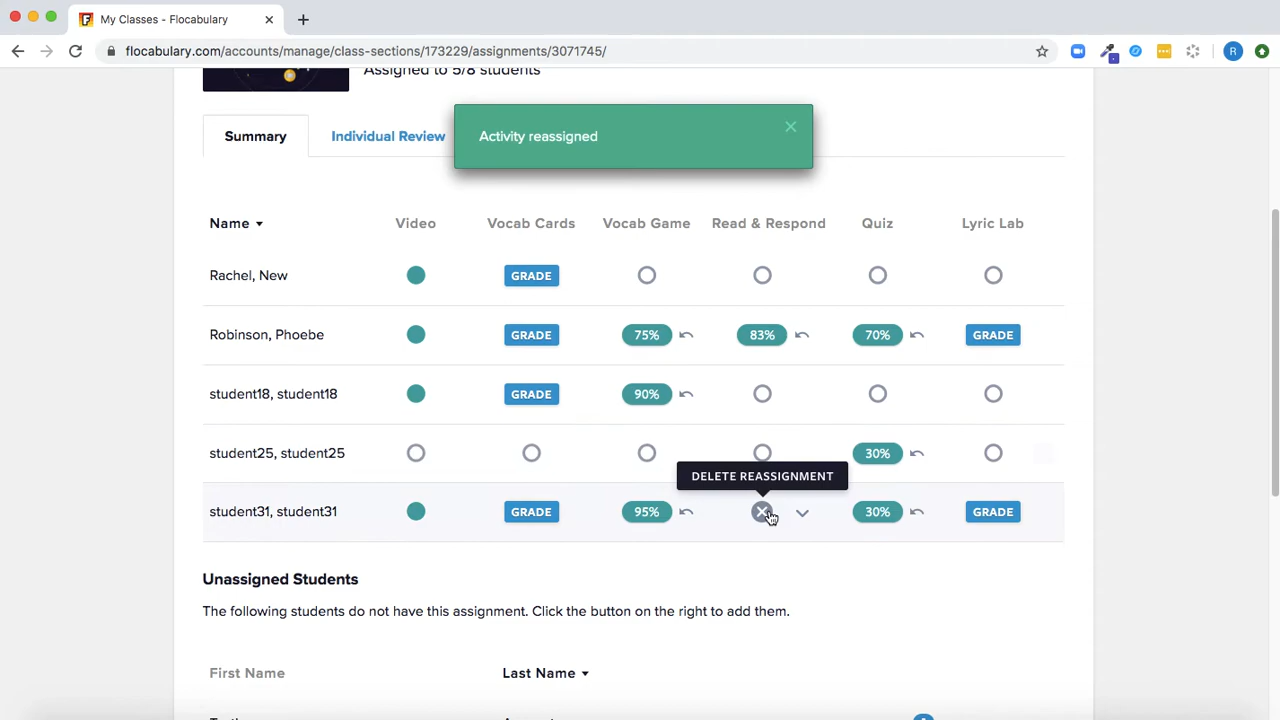 My Classes - Flocabulary
flocabulary.com/accounts/manage/class-sections/173229/assignments/3071745/
R
Assigned to 5/8 students
Summary
Individual Review
Activity reassigned
Name
Video
Vocab Cards
Vocab Game
Read & Respond
Quiz
Lyric Lab
Rachel, New
GRADE
Robinson, Phoebe
GRADE
75%
83%
70%
GRADE
student18, student18
GRADE
90%
student25, student25
30%
DELETE REASSIGNMENT
student31, student31
GRADE
95%
30%
GRADE
Unassigned Students
The following students do not have this assignment. Click the button on the right to add them.
First Name
Last Name